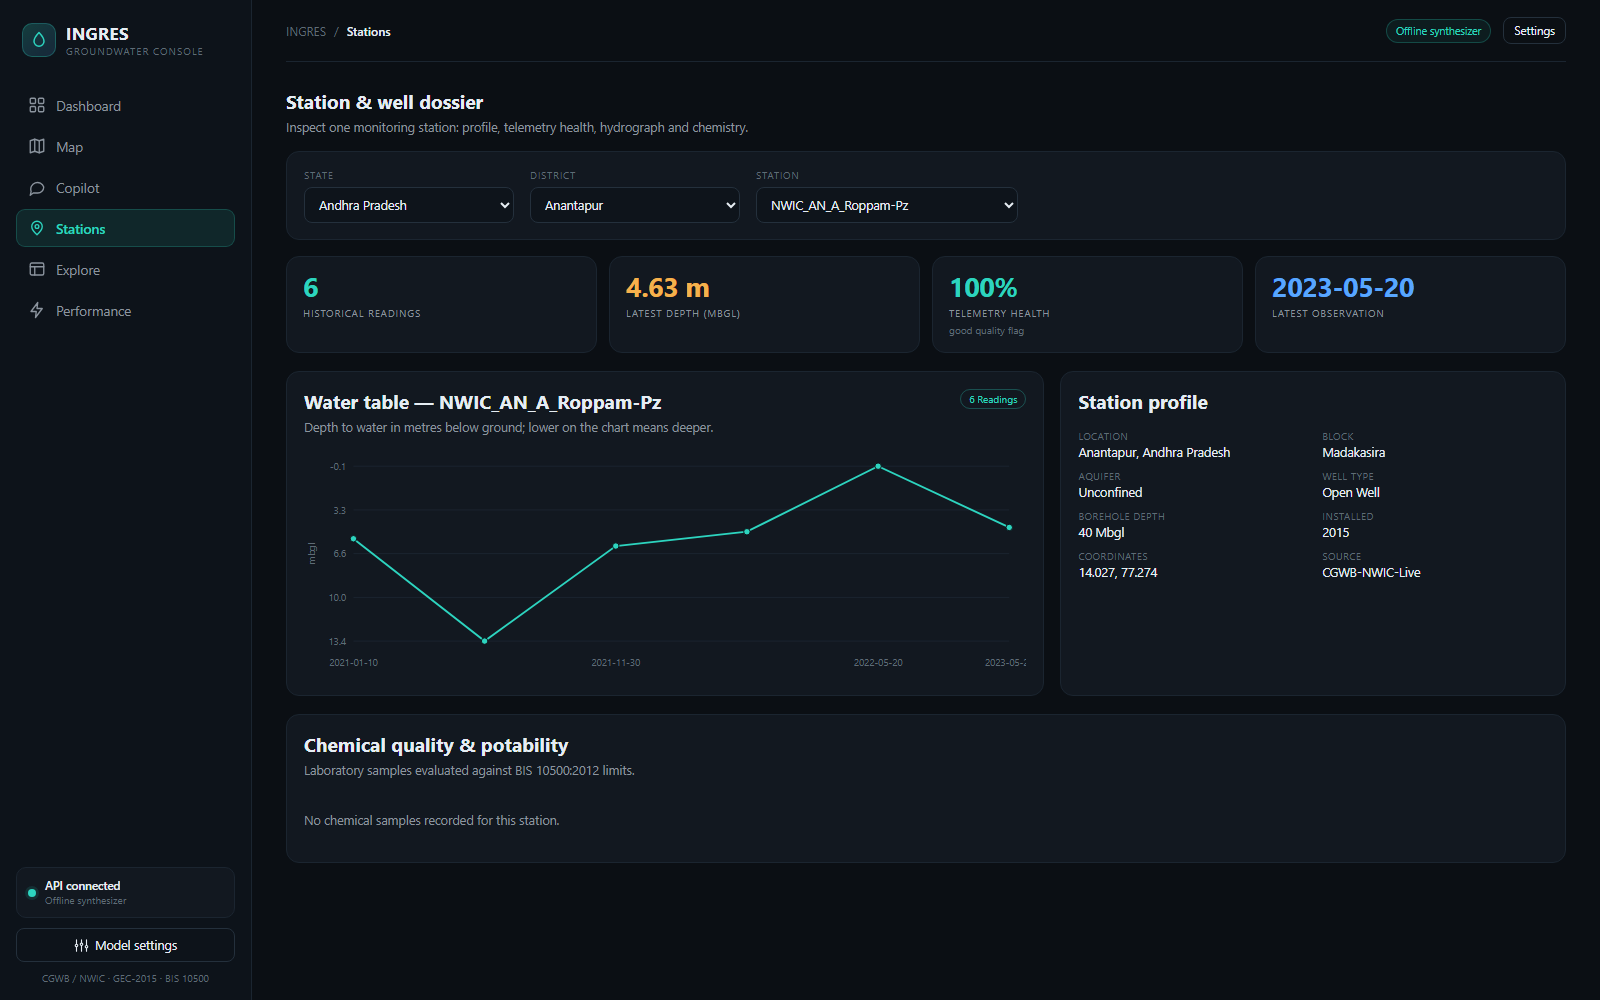 INGRES
GROUNDWATER CONSOLE
Dashboard
Map
Copilot
Stations
Explore
Performance
API connected
Offline synthesizer
Model settings
CGWB / NWIC · GEC-2015 · BIS 10500
INGRES / Stations
Offline synthesizer
Settings
Station & well dossier
Inspect one monitoring station: profile, telemetry health, hydrograph and chemistry.
STATE
Andhra Pradesh
DISTRICT
Anantapur
STATION
NWIC_AN_A_Roppam-Pz
6
HISTORICAL READINGS
4.63 m
LATEST DEPTH (MBGL)
100%
TELEMETRY HEALTH
good quality flag
2023-05-20
LATEST OBSERVATION
Water table — NWIC_AN_A_Roppam-Pz
6 Readings
Depth to water in metres below ground; lower on the chart means deeper.
mbgl
-0.1
3.3
6.6
10.0
13.4
2021-01-10
2021-11-30
2022-05-20
2023-05-2
Station profile
LOCATION
Anantapur, Andhra Pradesh
BLOCK
Madakasira
AQUIFER
Unconfined
WELL TYPE
Open Well
BOREHOLE DEPTH
40 Mbgl
INSTALLED
2015
COORDINATES
14.027, 77.274
SOURCE
CGWB-NWIC-Live
Chemical quality & potability
Laboratory samples evaluated against BIS 10500:2012 limits.
No chemical samples recorded for this station.